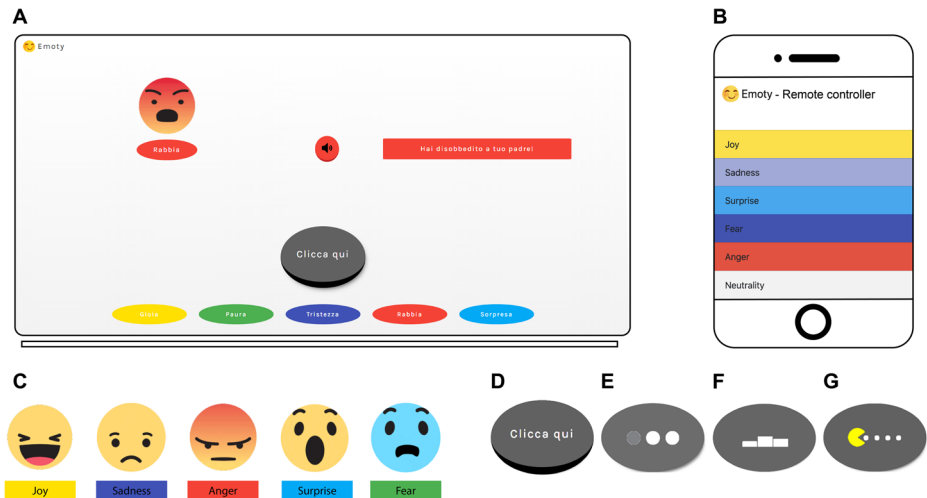 A
Emoty
Rabbia
Hai disobbedito a tuo padre!
Clicca qui
Gioia
Paura
Tristezza
Rabbia
Sorpresa
B
Emoty - Remote controller
Joy
Sadness
Surprise
Fear
Anger
Neutrality
C
Joy
Sadness
Anger
Surprise
Fear
D
Clicca qui
E
F
G